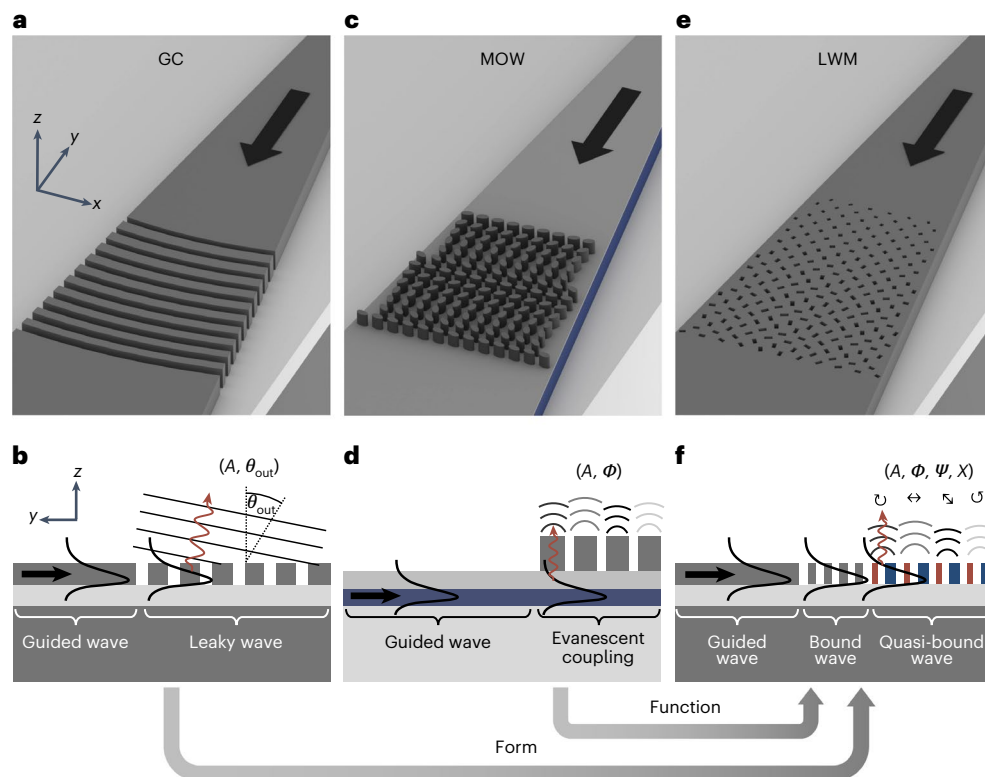 a
c
e
GC
MOW
LWM
z
y
x
b
d
f
(A, θout)
(A, Φ)
(A, Φ, Ψ, X)
z
y
θout
Guided wave
Leaky wave
Guided wave
Evanescent
coupling
Guided
wave
Bound
wave
Quasi-bound
wave
Function
Form